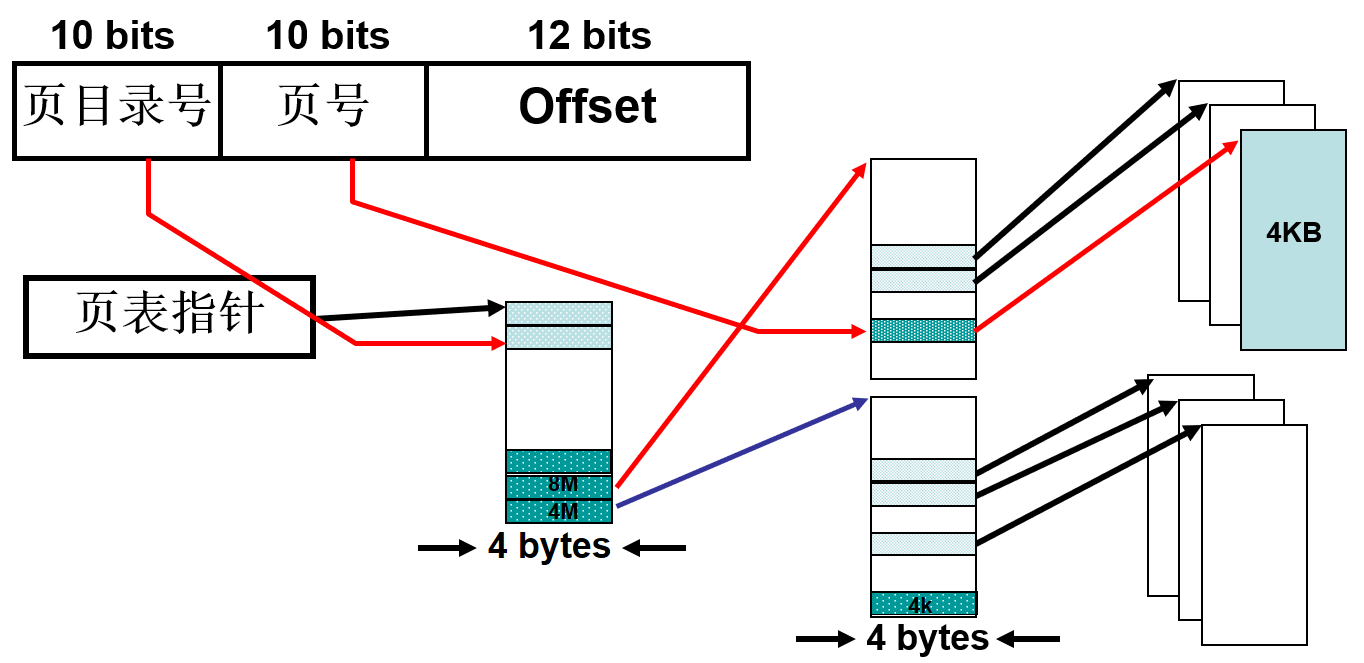 10 bits
10 bits
12 bits
页目录号
页号
Offset
页表指针
4KB
8M
4M
4 bytes
4k
4 bytes